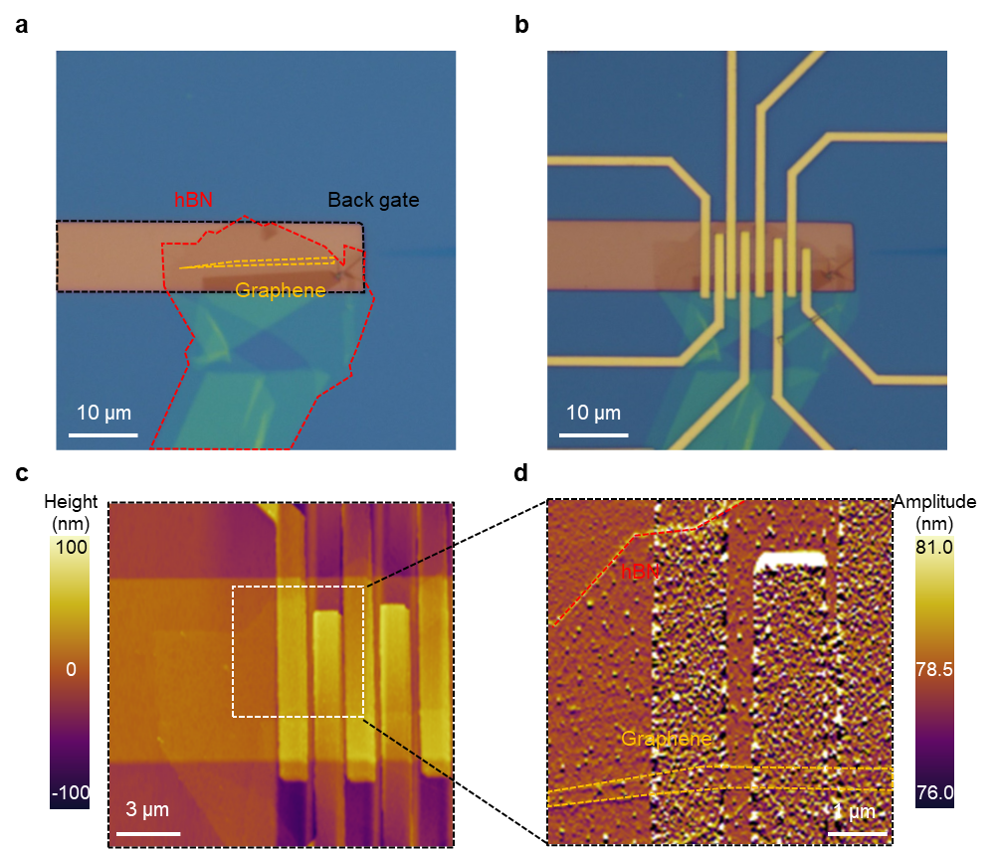 a
b
hBN
Back gate
Graphene
10 µm
10 µm
c
d
Height
(nm)
100
0
-100
3 µm
hBN
Graphene
1 µm
Amplitude
(nm)
81.0
78.5
76.0